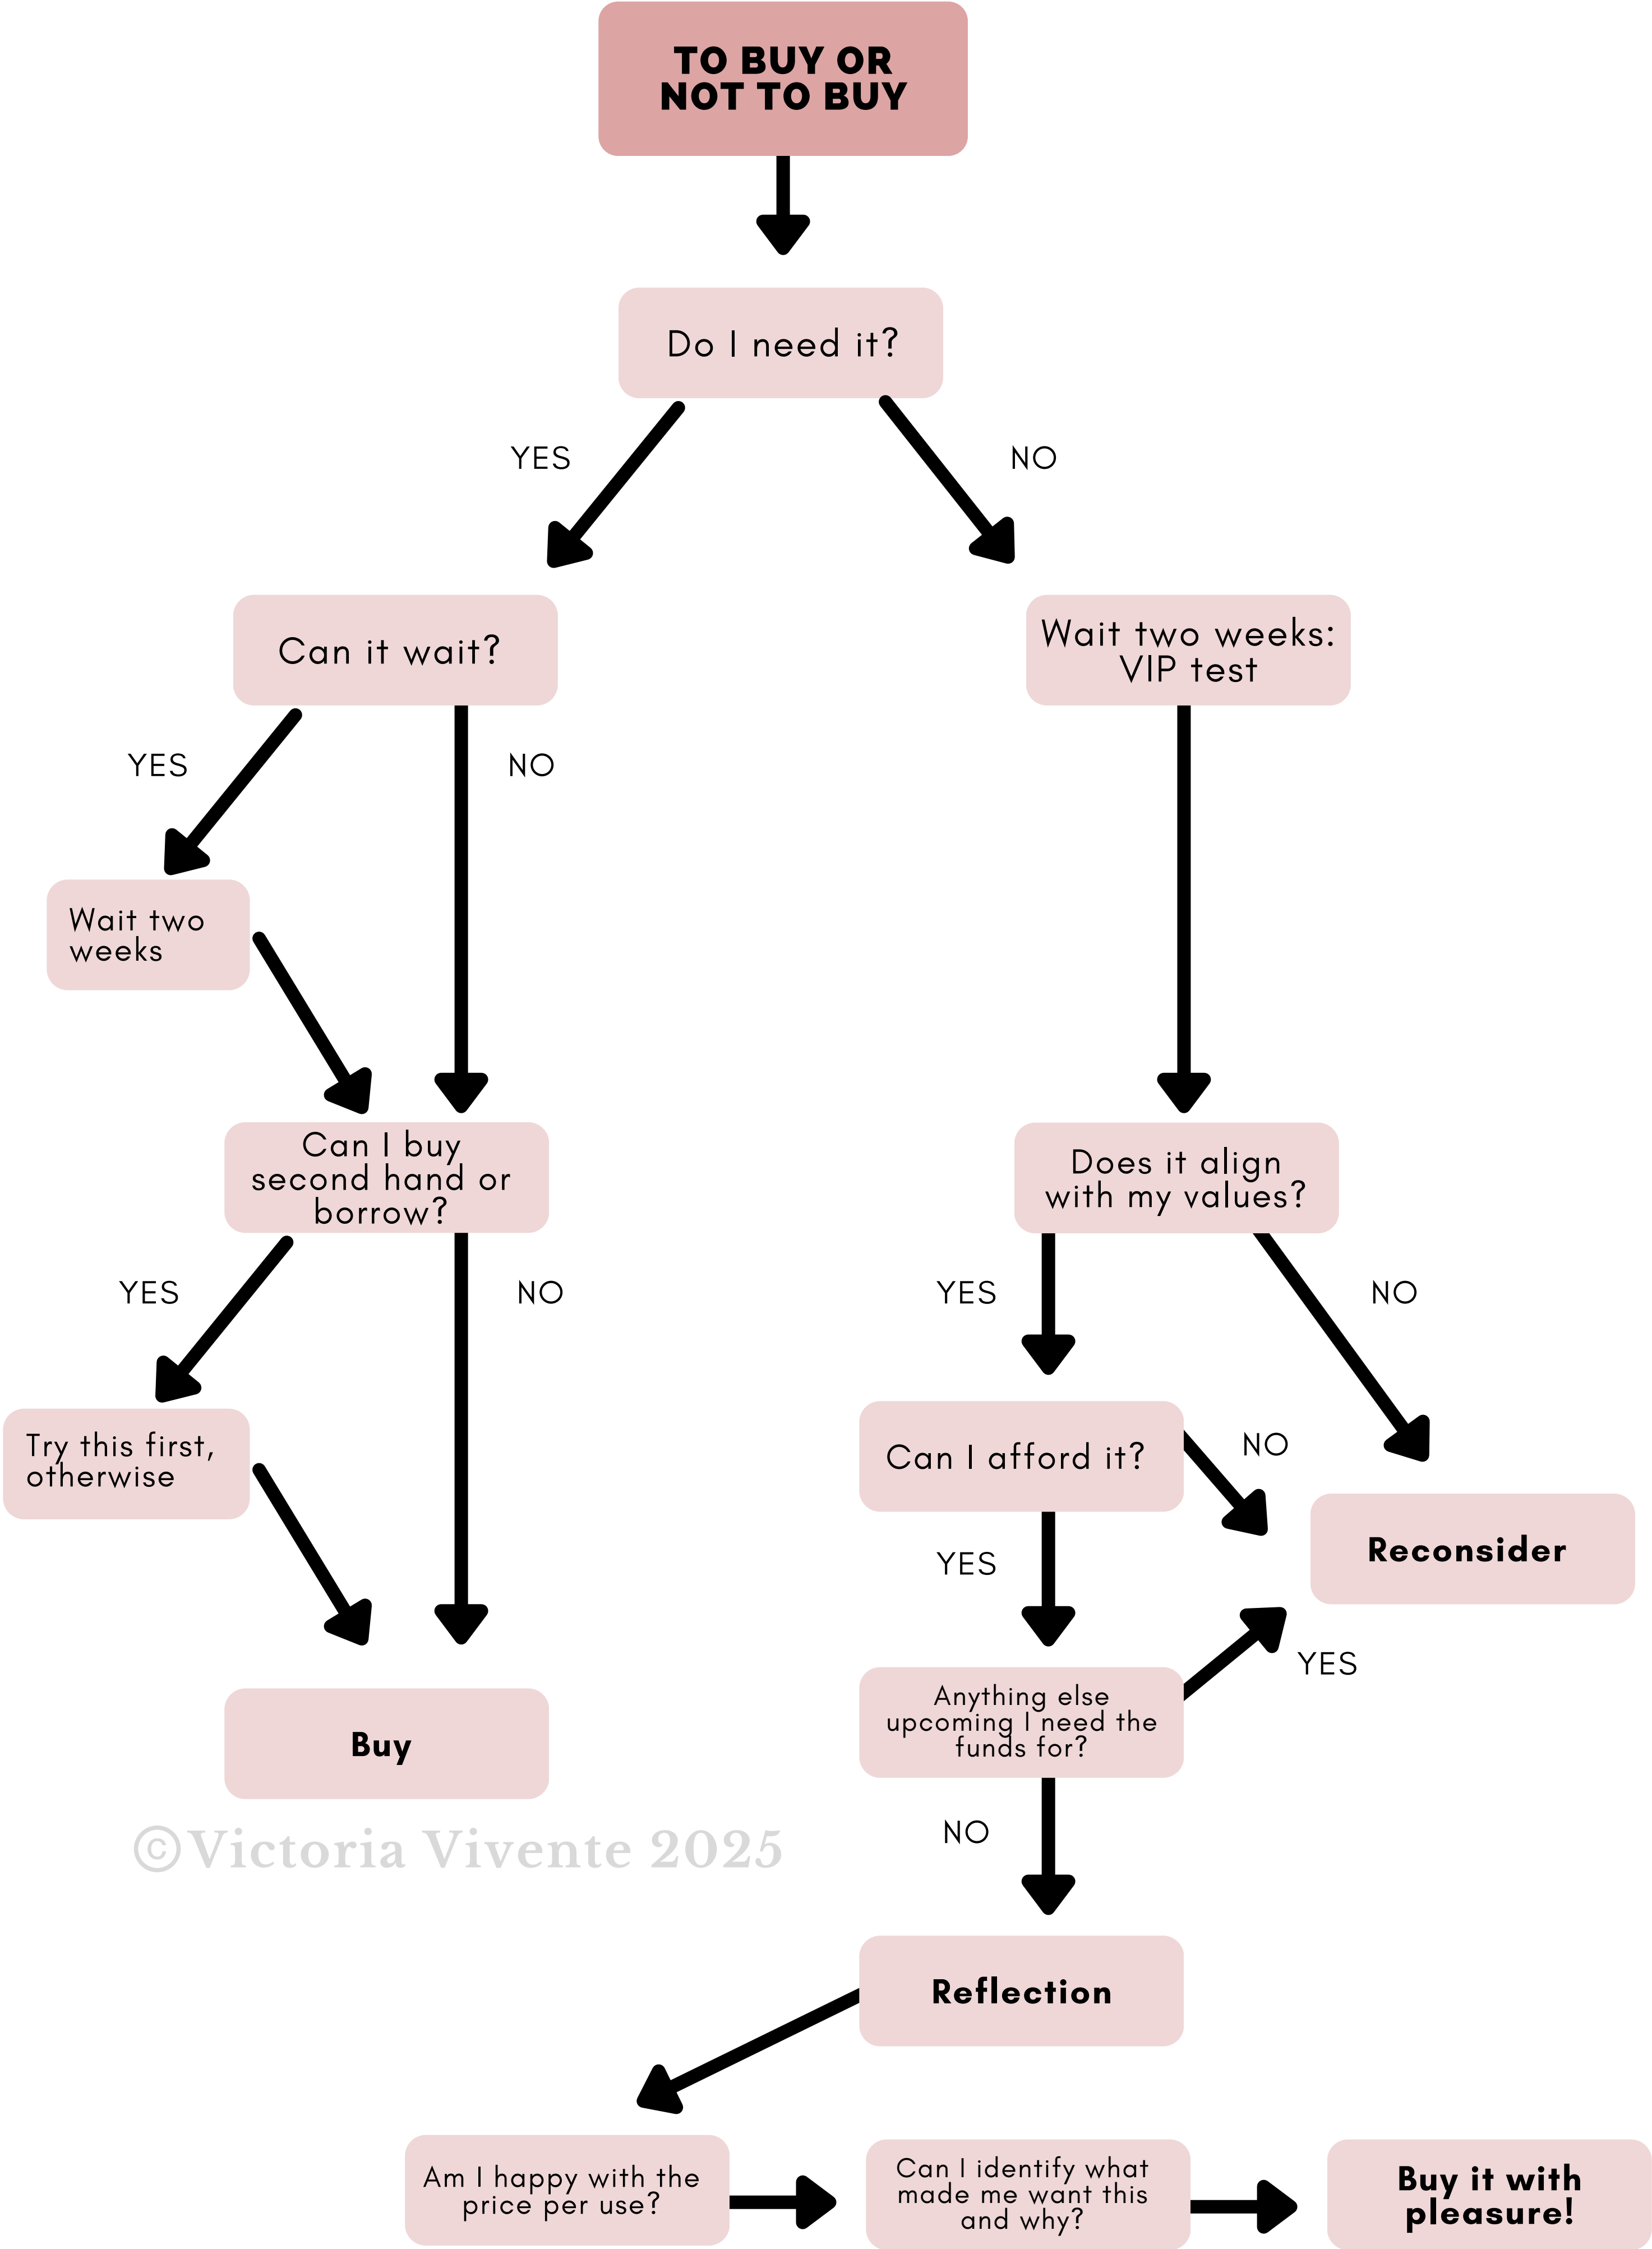 TO BUY OR
NOT TO BUY
Do I need it?
YES
NO
Can it wait?
Wait two weeks:
VIP test
YES
NO
Wait two
weeks
Can I buy
second hand or
borrow?
Does it align
with my values?
YES
NO
YES
NO
Try this first,
otherwise
Can I afford it?
NO
Reconsider
YES
YES
Anything else
upcoming I need the
funds for?
Buy
NO
©Victoria Vivente 2025
Reflection
Am I happy with the
price per use?
Can I identify what
made me want this
and why?
Buy it with
pleasure!